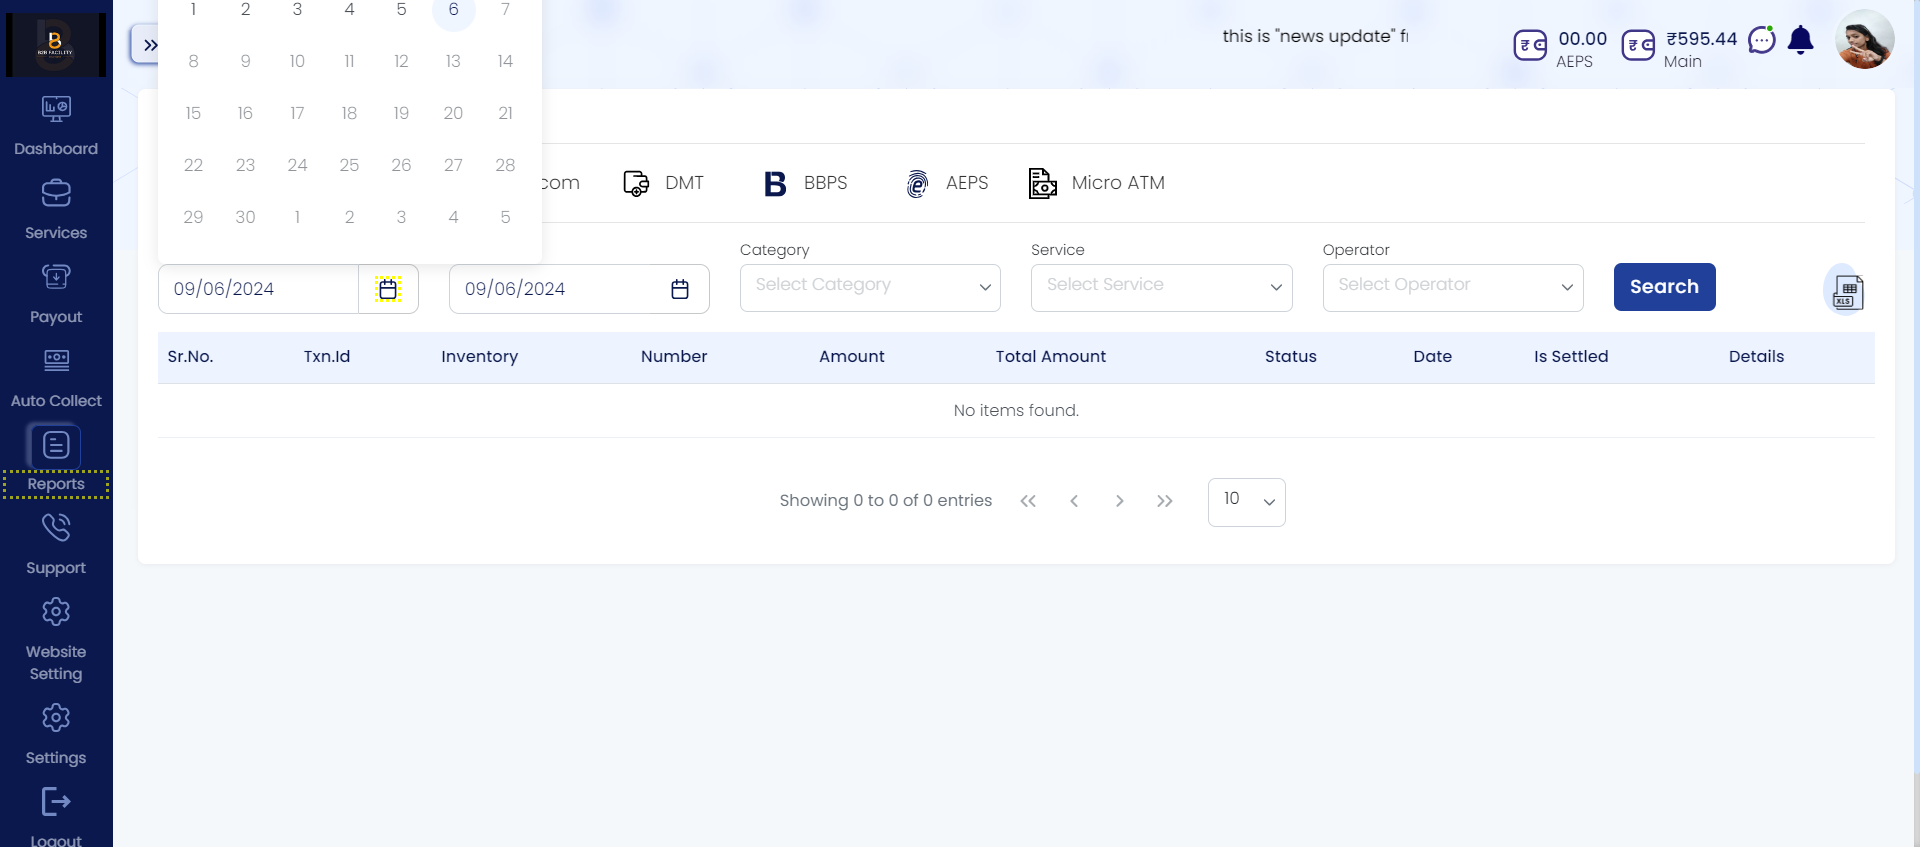 B2B FACILITY
Dashboard
Services
Payout
Auto Collect
Reports
Support
Website
Setting
Settings
Logout
1 2 3 4 5 6 7
8 9 10 11 12 13 14
15 16 17 18 19 20 21
22 23 24 25 26 27 28
29 30 1 2 3 4 5
this is "news update" fr
00.00
AEPS
₹595.44
Main
com
DMT
BBPS
AEPS
Micro ATM
Category
Service
Operator
09/06/2024
09/06/2024
Select Category
Select Service
Select Operator
Search
XLS
Sr.No. Txn.Id Inventory Number Amount Total Amount Status Date Is Settled Details
No items found.
Showing 0 to 0 of 0 entries
10